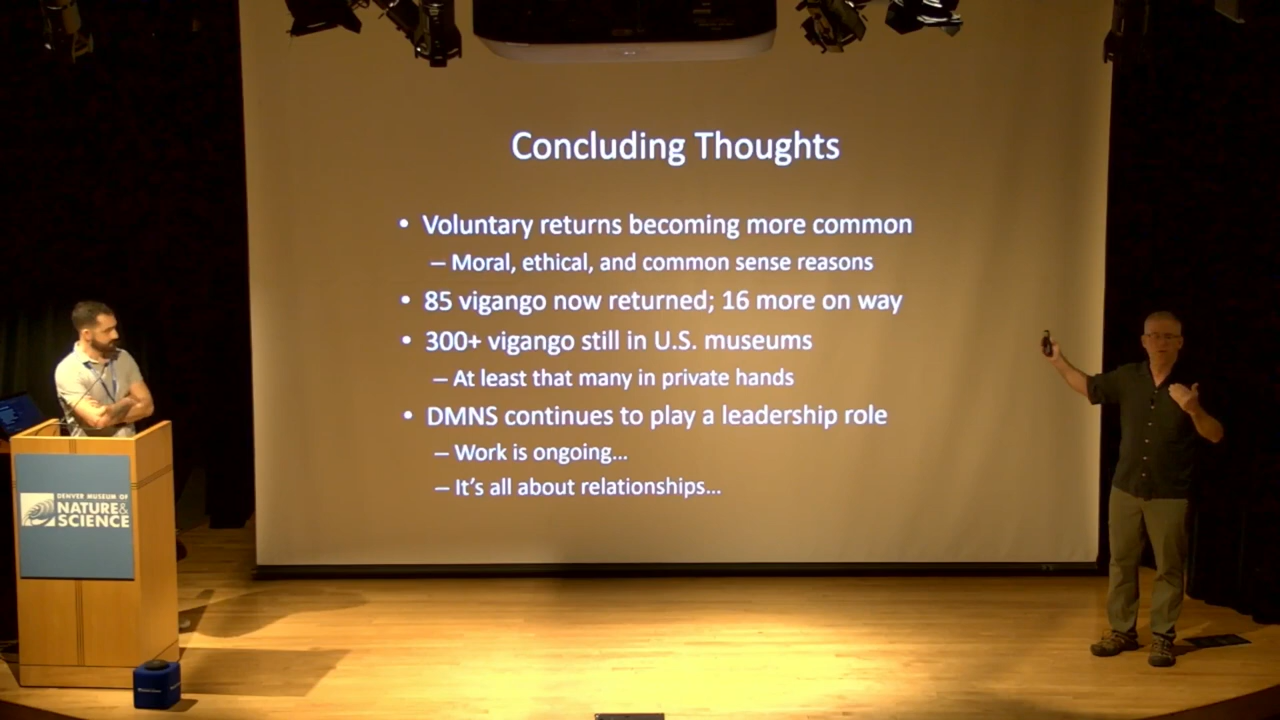 Concluding Thoughts
• Voluntary returns becoming more common
– Moral, ethical, and common sense reasons
• 85 vigango now returned; 16 more on way
• 300+ vigango still in U.S. museums
– At least that many in private hands
• DMNS continues to play a leadership role
– Work is ongoing...
– It's all about relationships...
DENVER MUSEUM OF
NATURE&
SCIENCE